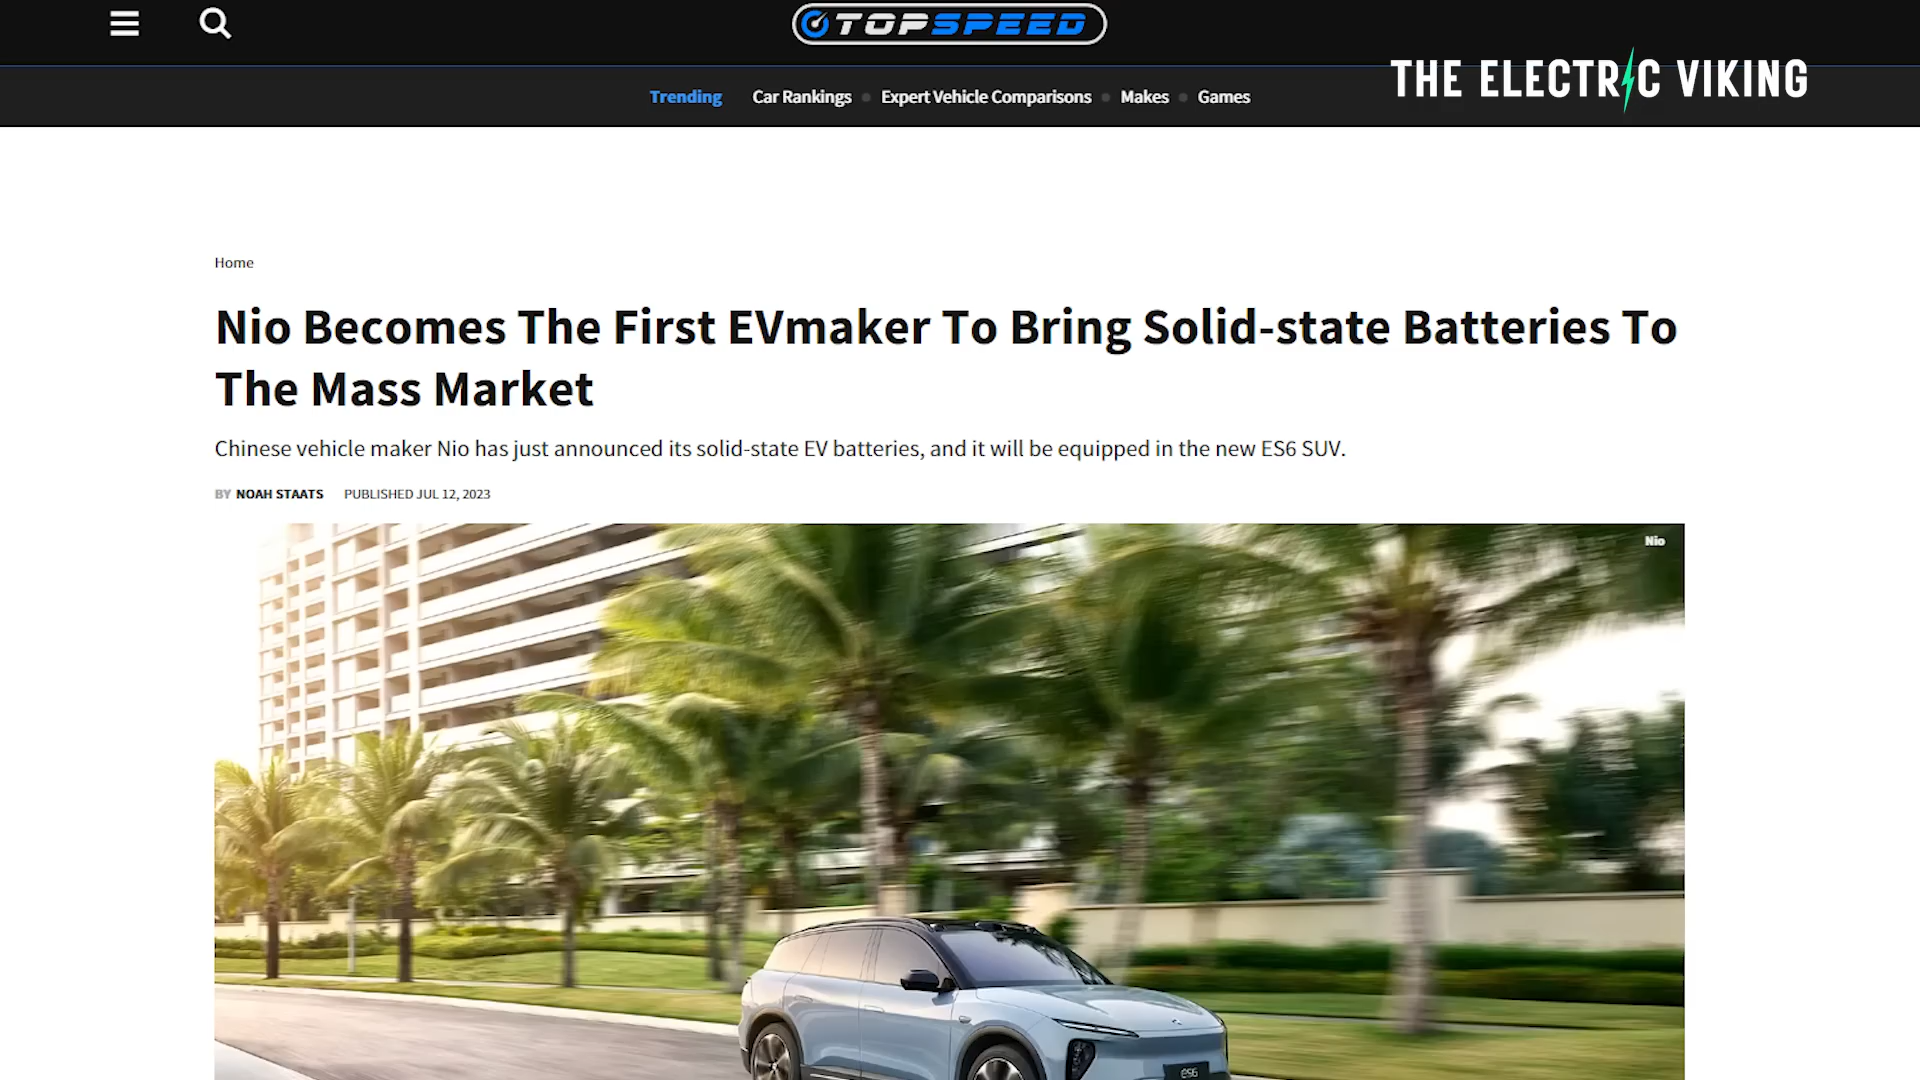 TOPSPEED
THE ELECTRIC VIKING
Trending Car Rankings Expert Vehicle Comparisons Makes Games
Home
Nio Becomes The First EVmaker To Bring Solid-state Batteries To
The Mass Market
Chinese vehicle maker Nio has just announced its solid-state EV batteries, and it will be equipped in the new ES6 SUV.
BY NOAH STAATS PUBLISHED JUL 12, 2023
Nio
eS6